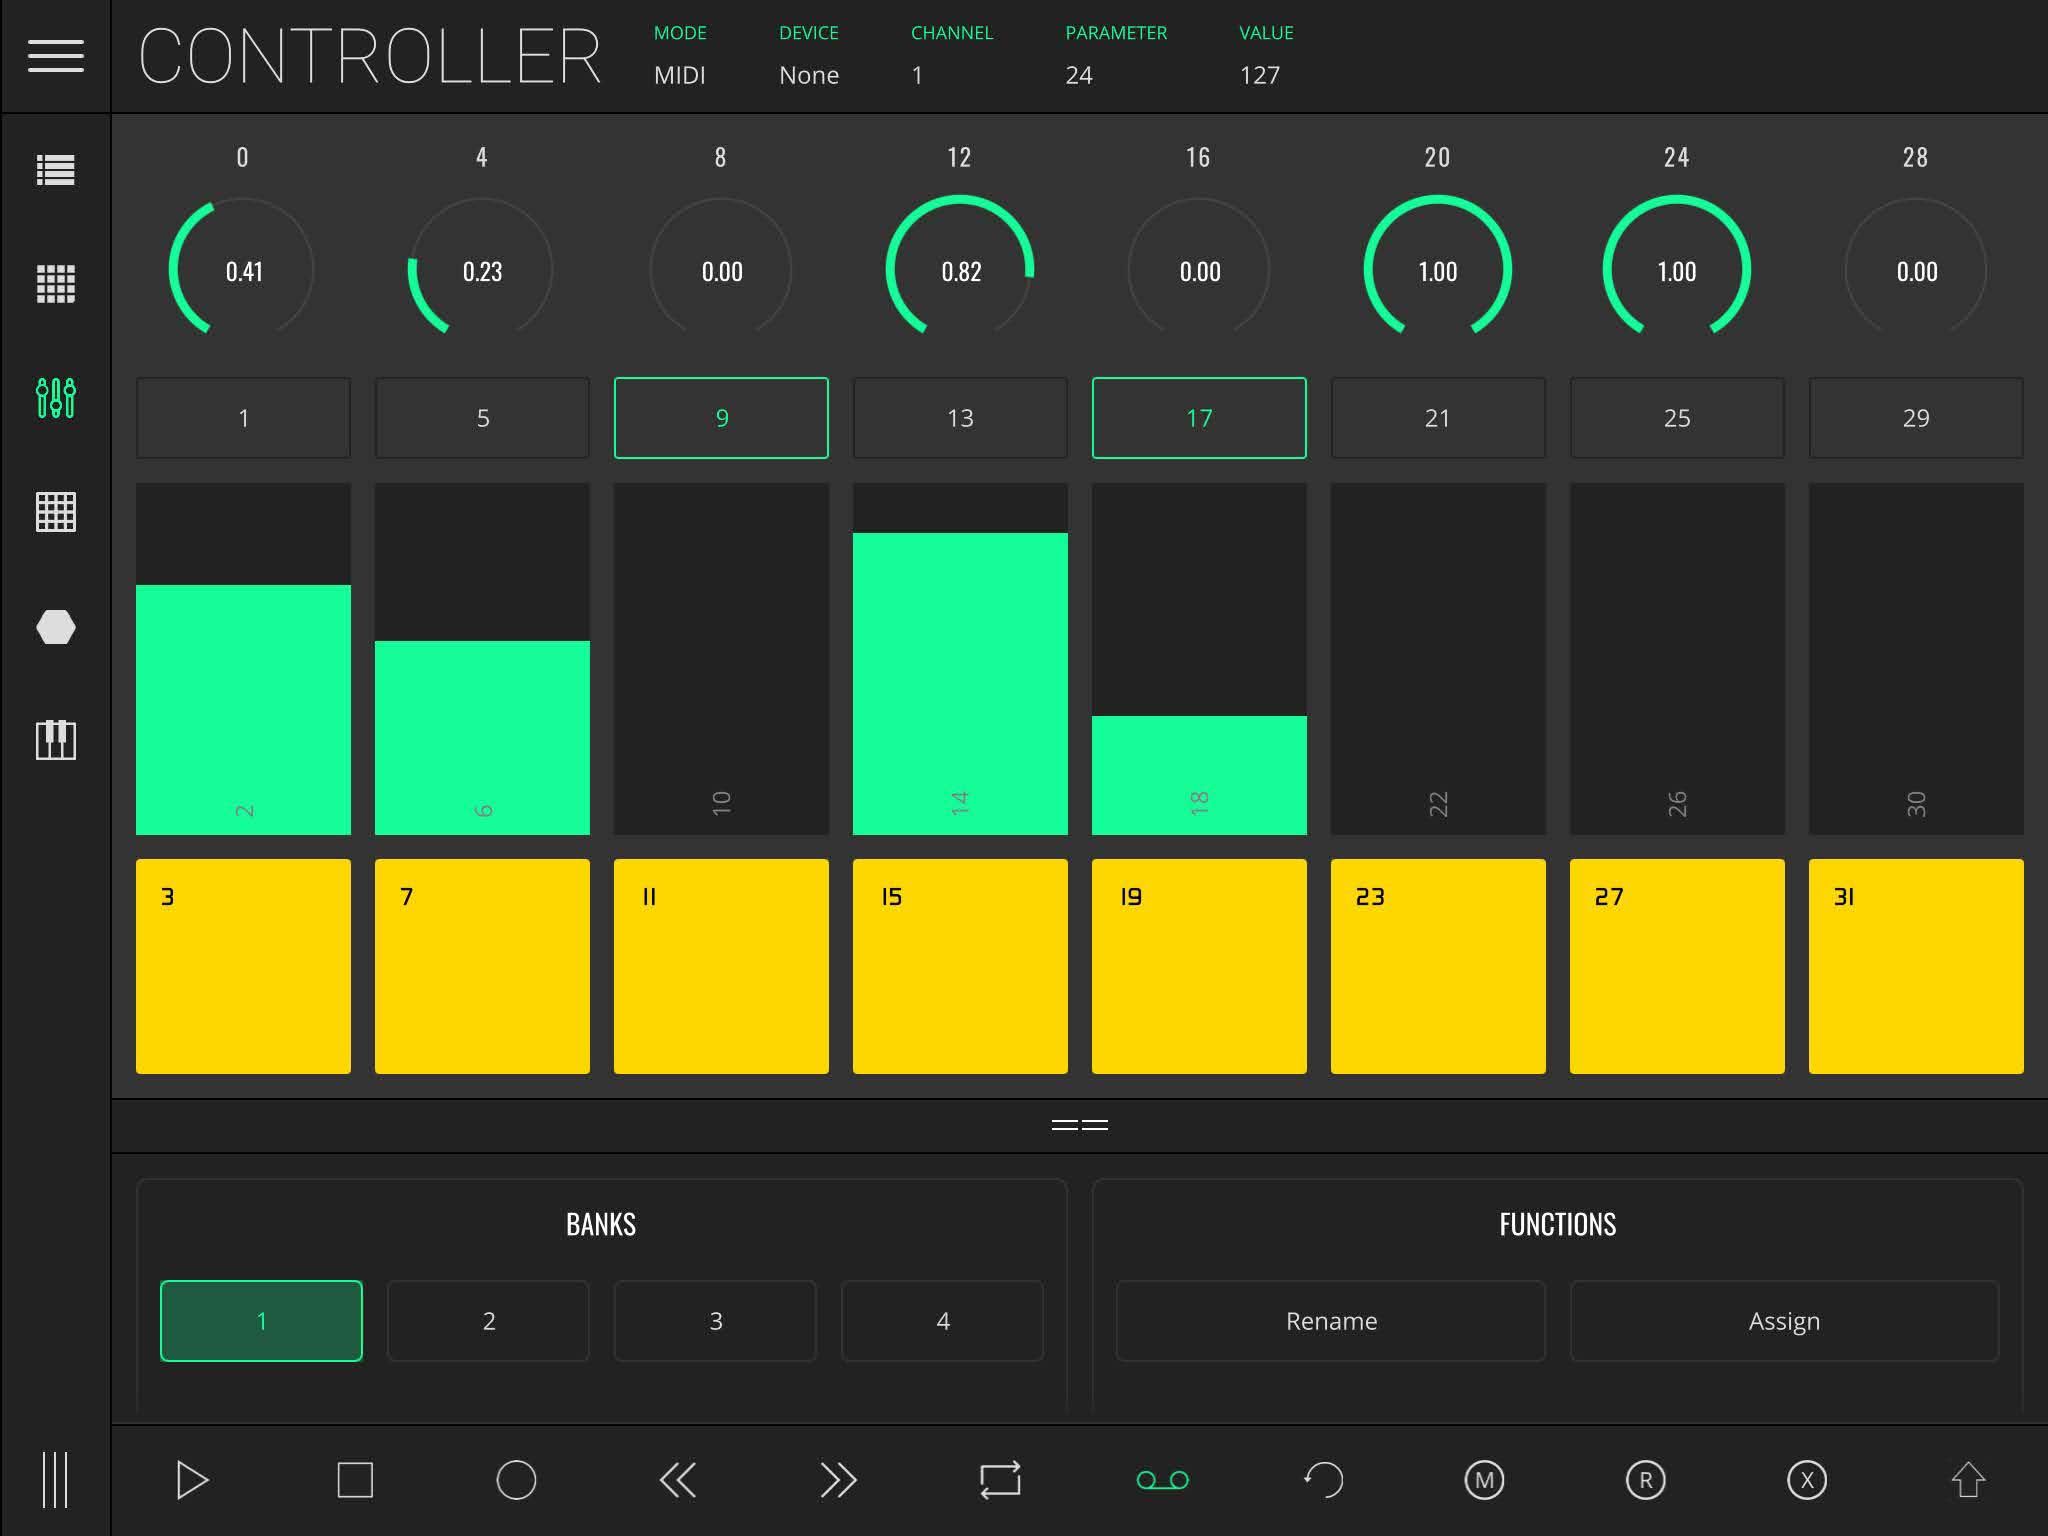 CONTROLLER
MODE DEVICE CHANNEL PARAMETER VALUE
MIDI None 1 24 127
0 4 8 12 16 20 24 28
0.41 0.23 0.00 0.82 0.00 1.00 1.00 0.00
1 5 9 13 17 21 25 29
2 6 10 14 18 22 26 30
3 7 11 15 19 23 27 31
BANKS FUNCTIONS
1 2 3 4 Rename Assign
M R X